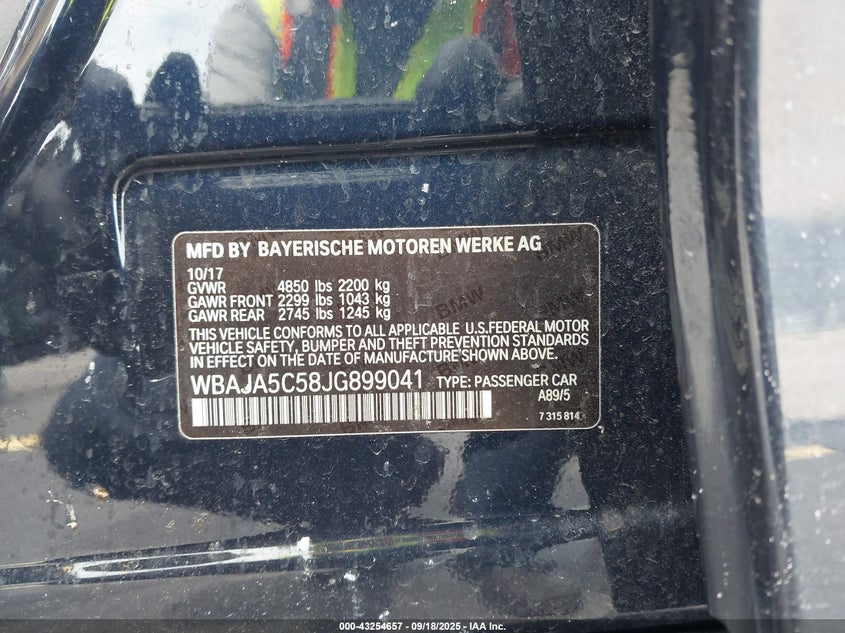 MFD BY BAYERISCHE MOTOREN WERKE AG
10/17
GVWR 4850 lbs 2200 kg
GAWR FRONT 2299 lbs 1043 kg
GAWR REAR 2745 lbs 1245 kg
THIS VEHICLE CONFORMS TO ALL APPLICABLE U.S.FEDERAL MOTOR
VEHICLE SAFETY, BUMPER AND THEFT PREVENTION STANDARDS
IN EFFECT ON THE DATE OF MANUFACTURE SHOWN ABOVE.
WBAJA5C58JG899041 TYPE: PASSENGER CAR
A89/5
7 315 814
BMW
BMW
000-43254657 - 09/18/2025 - IAA Inc.